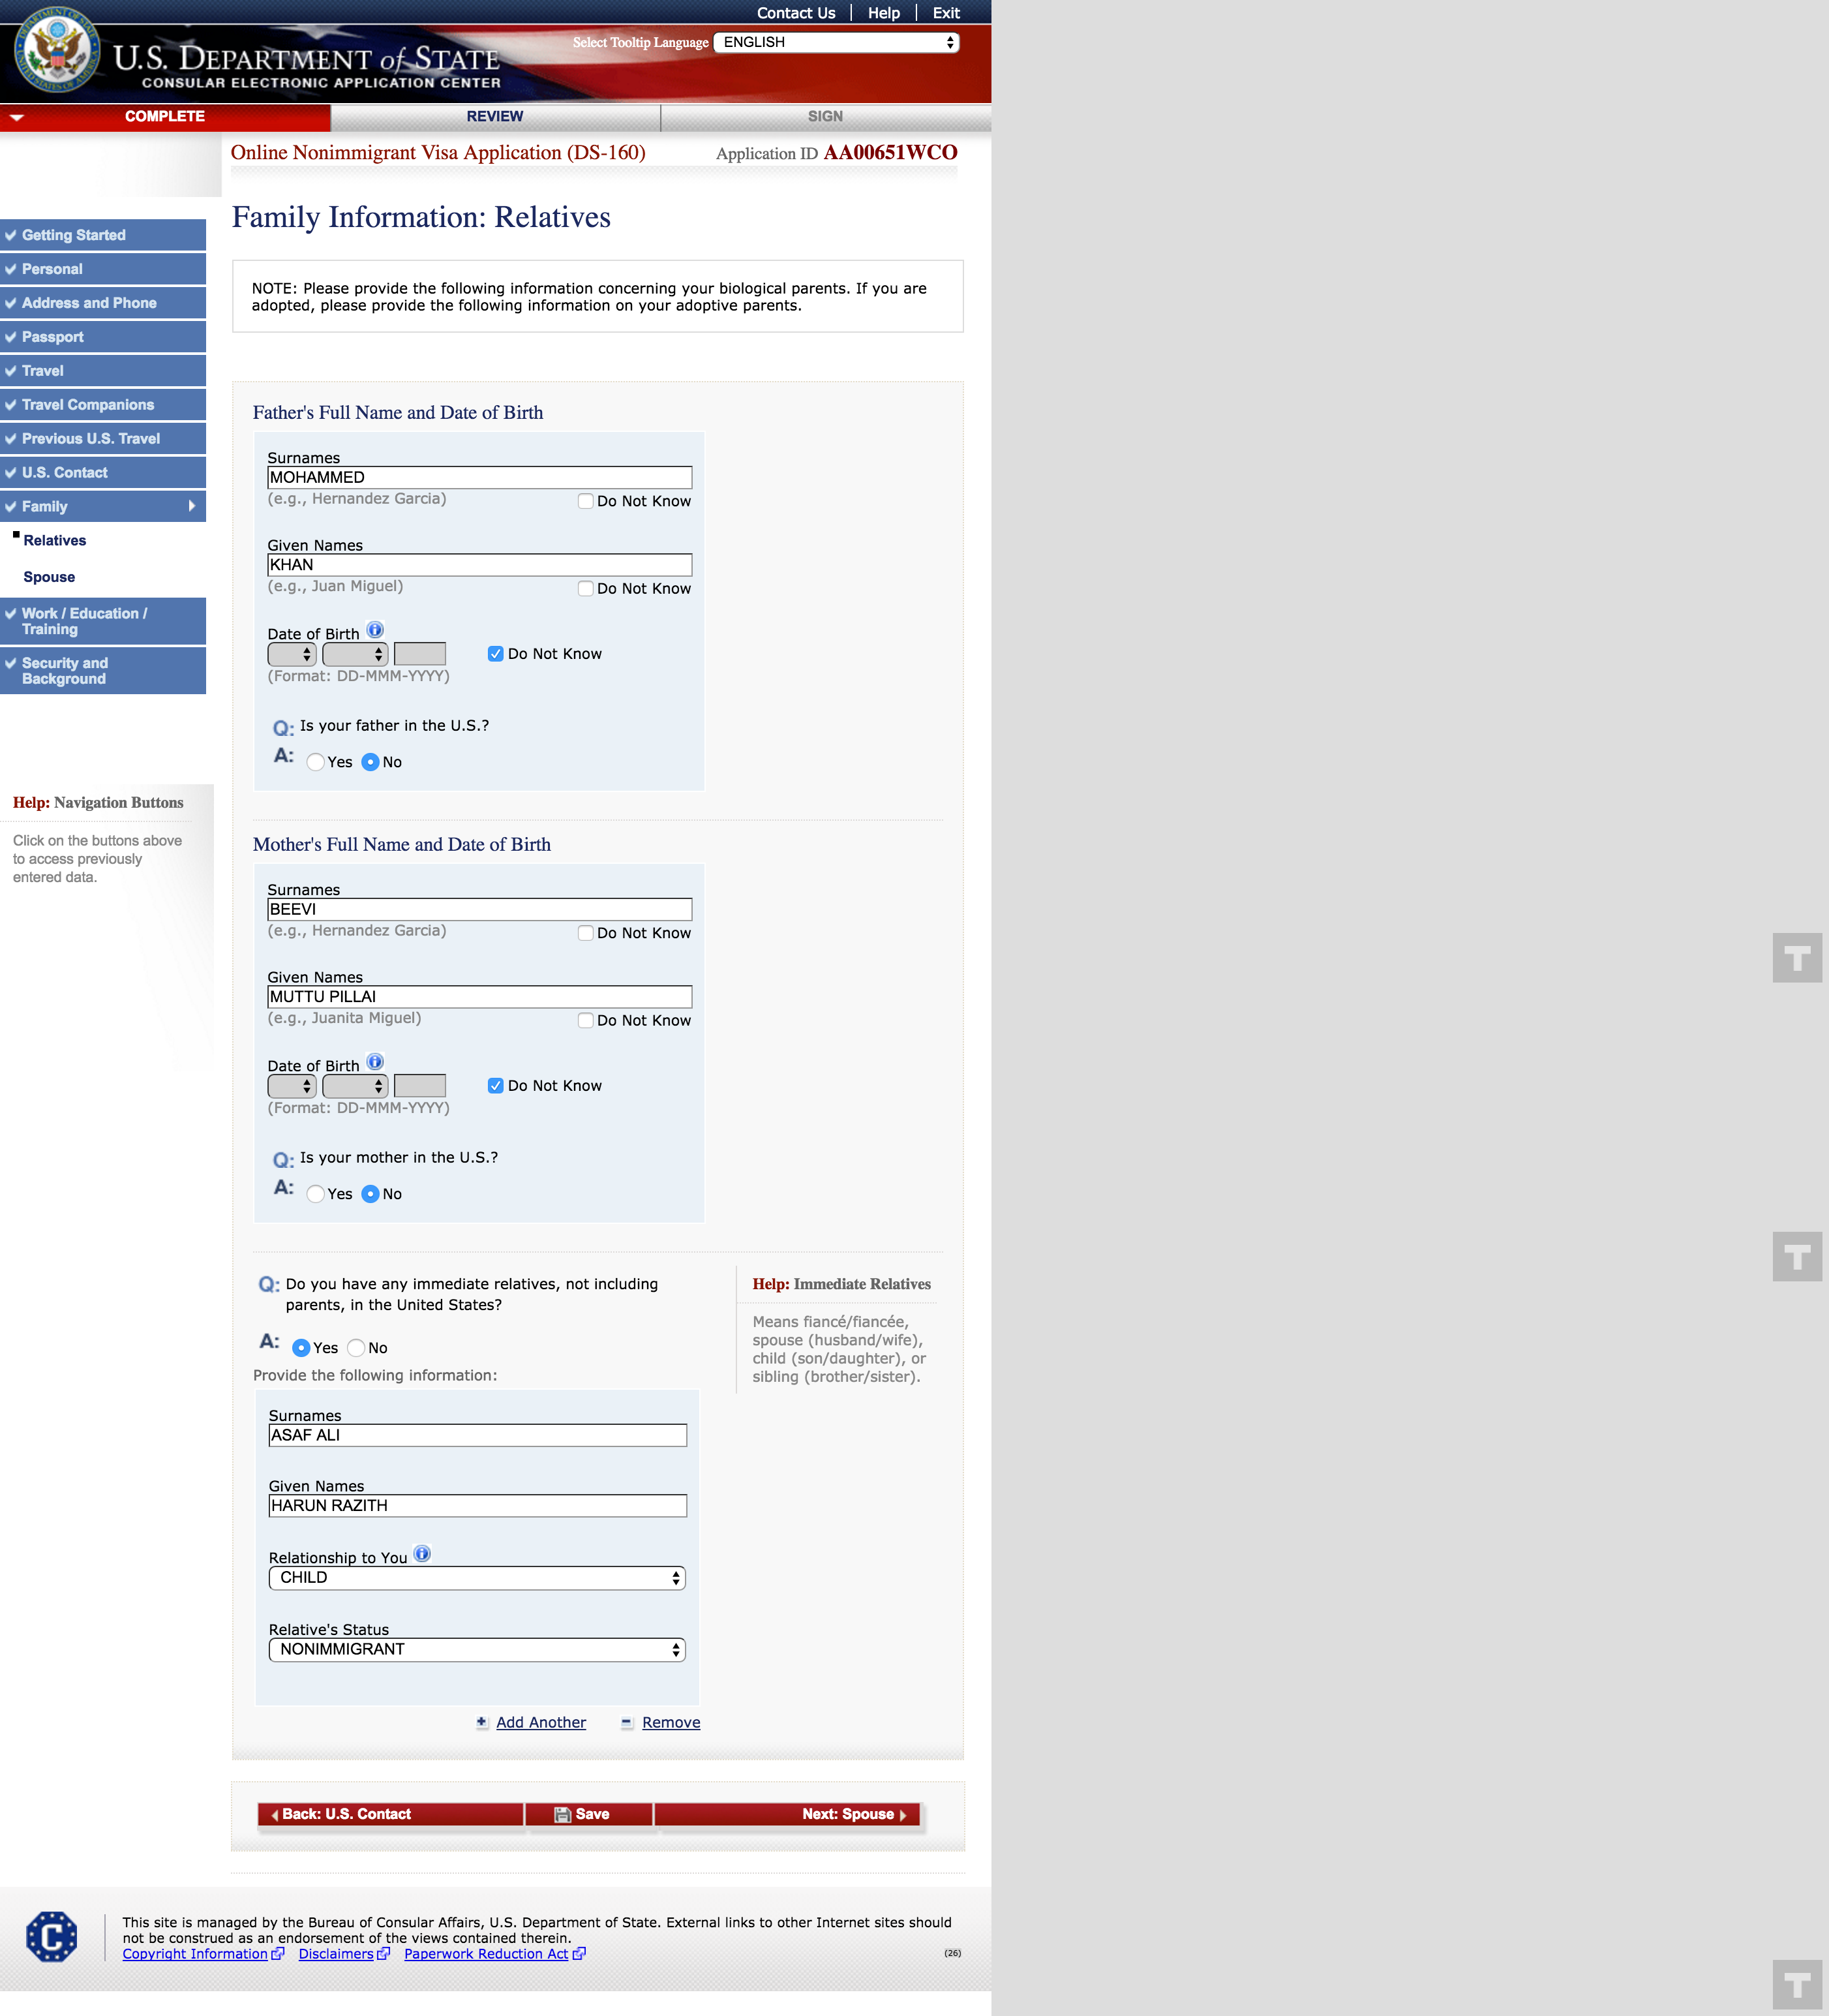 Contact Us | Help | Exit
U.S. DEPARTMENT of STATE
CONSULAR ELECTRONIC APPLICATION CENTER
Select Tooltip Language ENGLISH
COMPLETE REVIEW SIGN
Online Nonimmigrant Visa Application (DS-160) Application ID AA00651WCO
Getting Started
Personal
Address and Phone
Passport
Travel
Travel Companions
Previous U.S. Travel
U.S. Contact
Family
Relatives
Spouse
Work / Education /
Training
Security and
Background
Help: Navigation Buttons
Click on the buttons above
to access previously
entered data.
Family Information: Relatives
NOTE: Please provide the following information concerning your biological parents. If you are
adopted, please provide the following information on your adoptive parents.
Father's Full Name and Date of Birth
Surnames
MOHAMMED
(e.g., Hernandez Garcia) Do Not Know
Given Names
KHAN
(e.g., Juan Miguel) Do Not Know
Date of Birth
Do Not Know
(Format: DD-MMM-YYYY)
Q: Is your father in the U.S.?
A: Yes No
Mother's Full Name and Date of Birth
Surnames
BEEVI
(e.g., Hernandez Garcia) Do Not Know
Given Names
MUTTU PILLAI
(e.g., Juanita Miguel) Do Not Know
Date of Birth
Do Not Know
(Format: DD-MMM-YYYY)
Q: Is your mother in the U.S.?
A: Yes No
Q: Do you have any immediate relatives, not including
parents, in the United States?
A: Yes No
Help: Immediate Relatives
Means fiancé/fiancée,
spouse (husband/wife),
child (son/daughter), or
sibling (brother/sister).
Provide the following information:
Surnames
ASAF ALI
Given Names
HARUN RAZITH
Relationship to You
CHILD
Relative's Status
NONIMMIGRANT
Add Another Remove
Back: U.S. Contact Save Next: Spouse
This site is managed by the Bureau of Consular Affairs, U.S. Department of State. External links to other Internet sites should
not be construed as an endorsement of the views contained therein.
Copyright Information Disclaimers Paperwork Reduction Act (26)
C
T
T
T